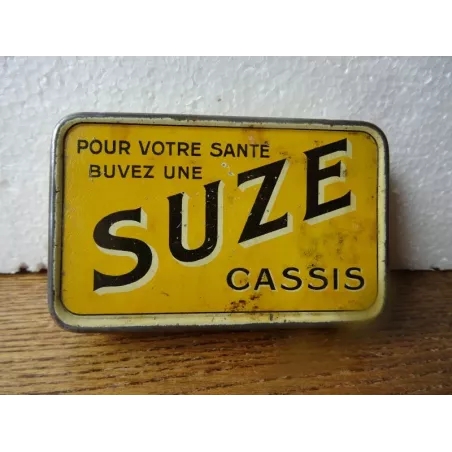 POUR VOTRE SANTÉ
BUVEZ UNE
SUZE
CASSIS